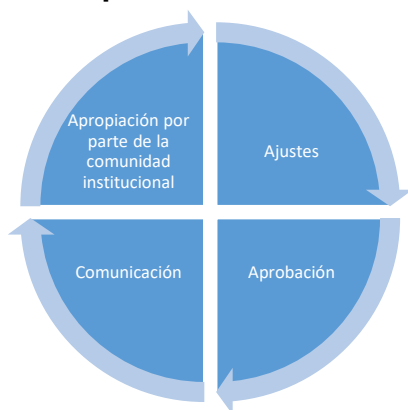 Apropiación por
parte de la
comunidad
institucional
Ajustes
Comunicación
Aprobación